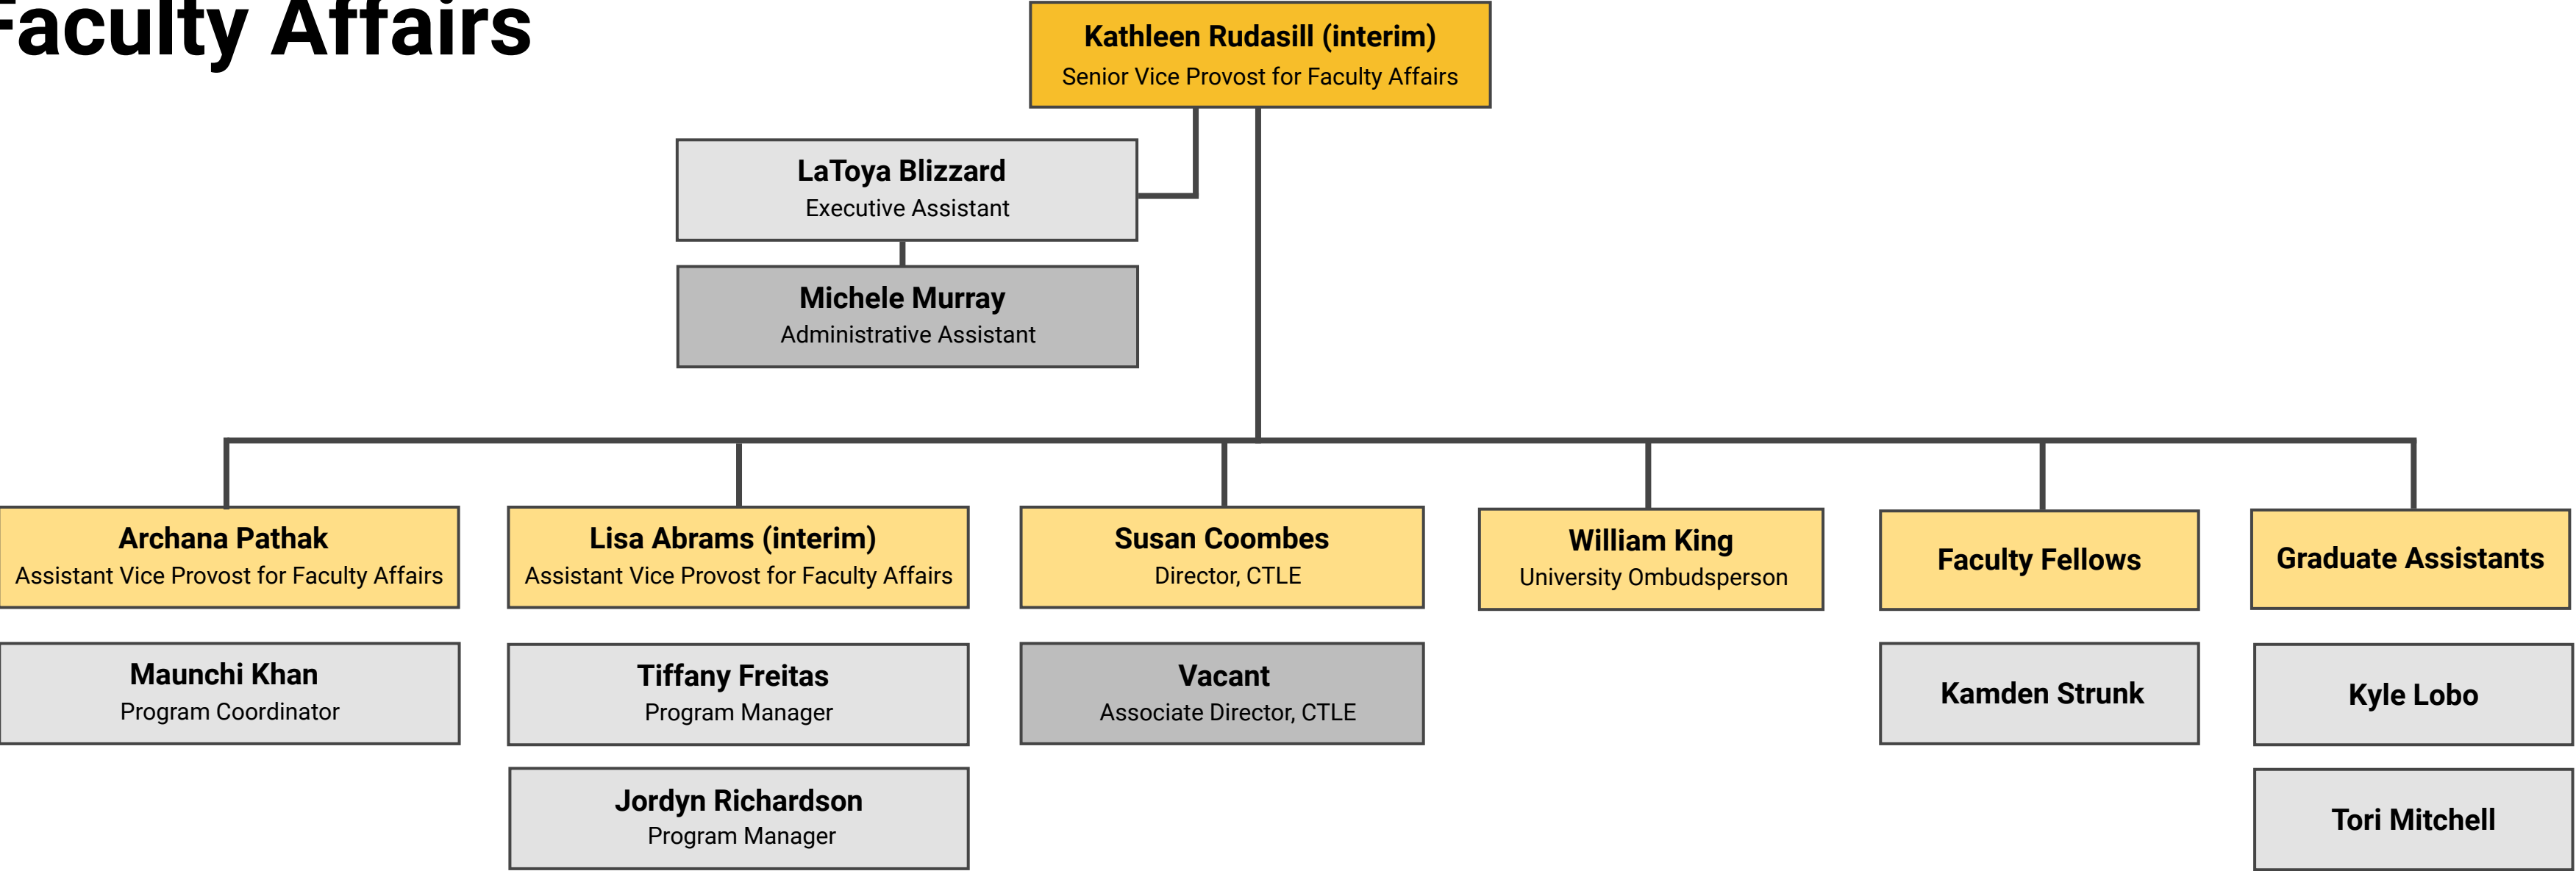 Faculty Affairs
Kathleen Rudasill (interim)
Senior Vice Provost for Faculty Affairs
LaToya Blizzard
Executive Assistant
Michele Murray
Administrative Assistant
Archana Pathak
Assistant Vice Provost for Faculty Affairs
Maunchi Khan
Program Coordinator
Lisa Abrams (interim)
Assistant Vice Provost for Faculty Affairs
Tiffany Freitas
Program Manager
Jordyn Richardson
Program Manager
Susan Coombes
Director, CTLE
Vacant
Associate Director, CTLE
William King
University Ombudsperson
Faculty Fellows
Kamden Strunk
Graduate Assistants
Kyle Lobo
Tori Mitchell